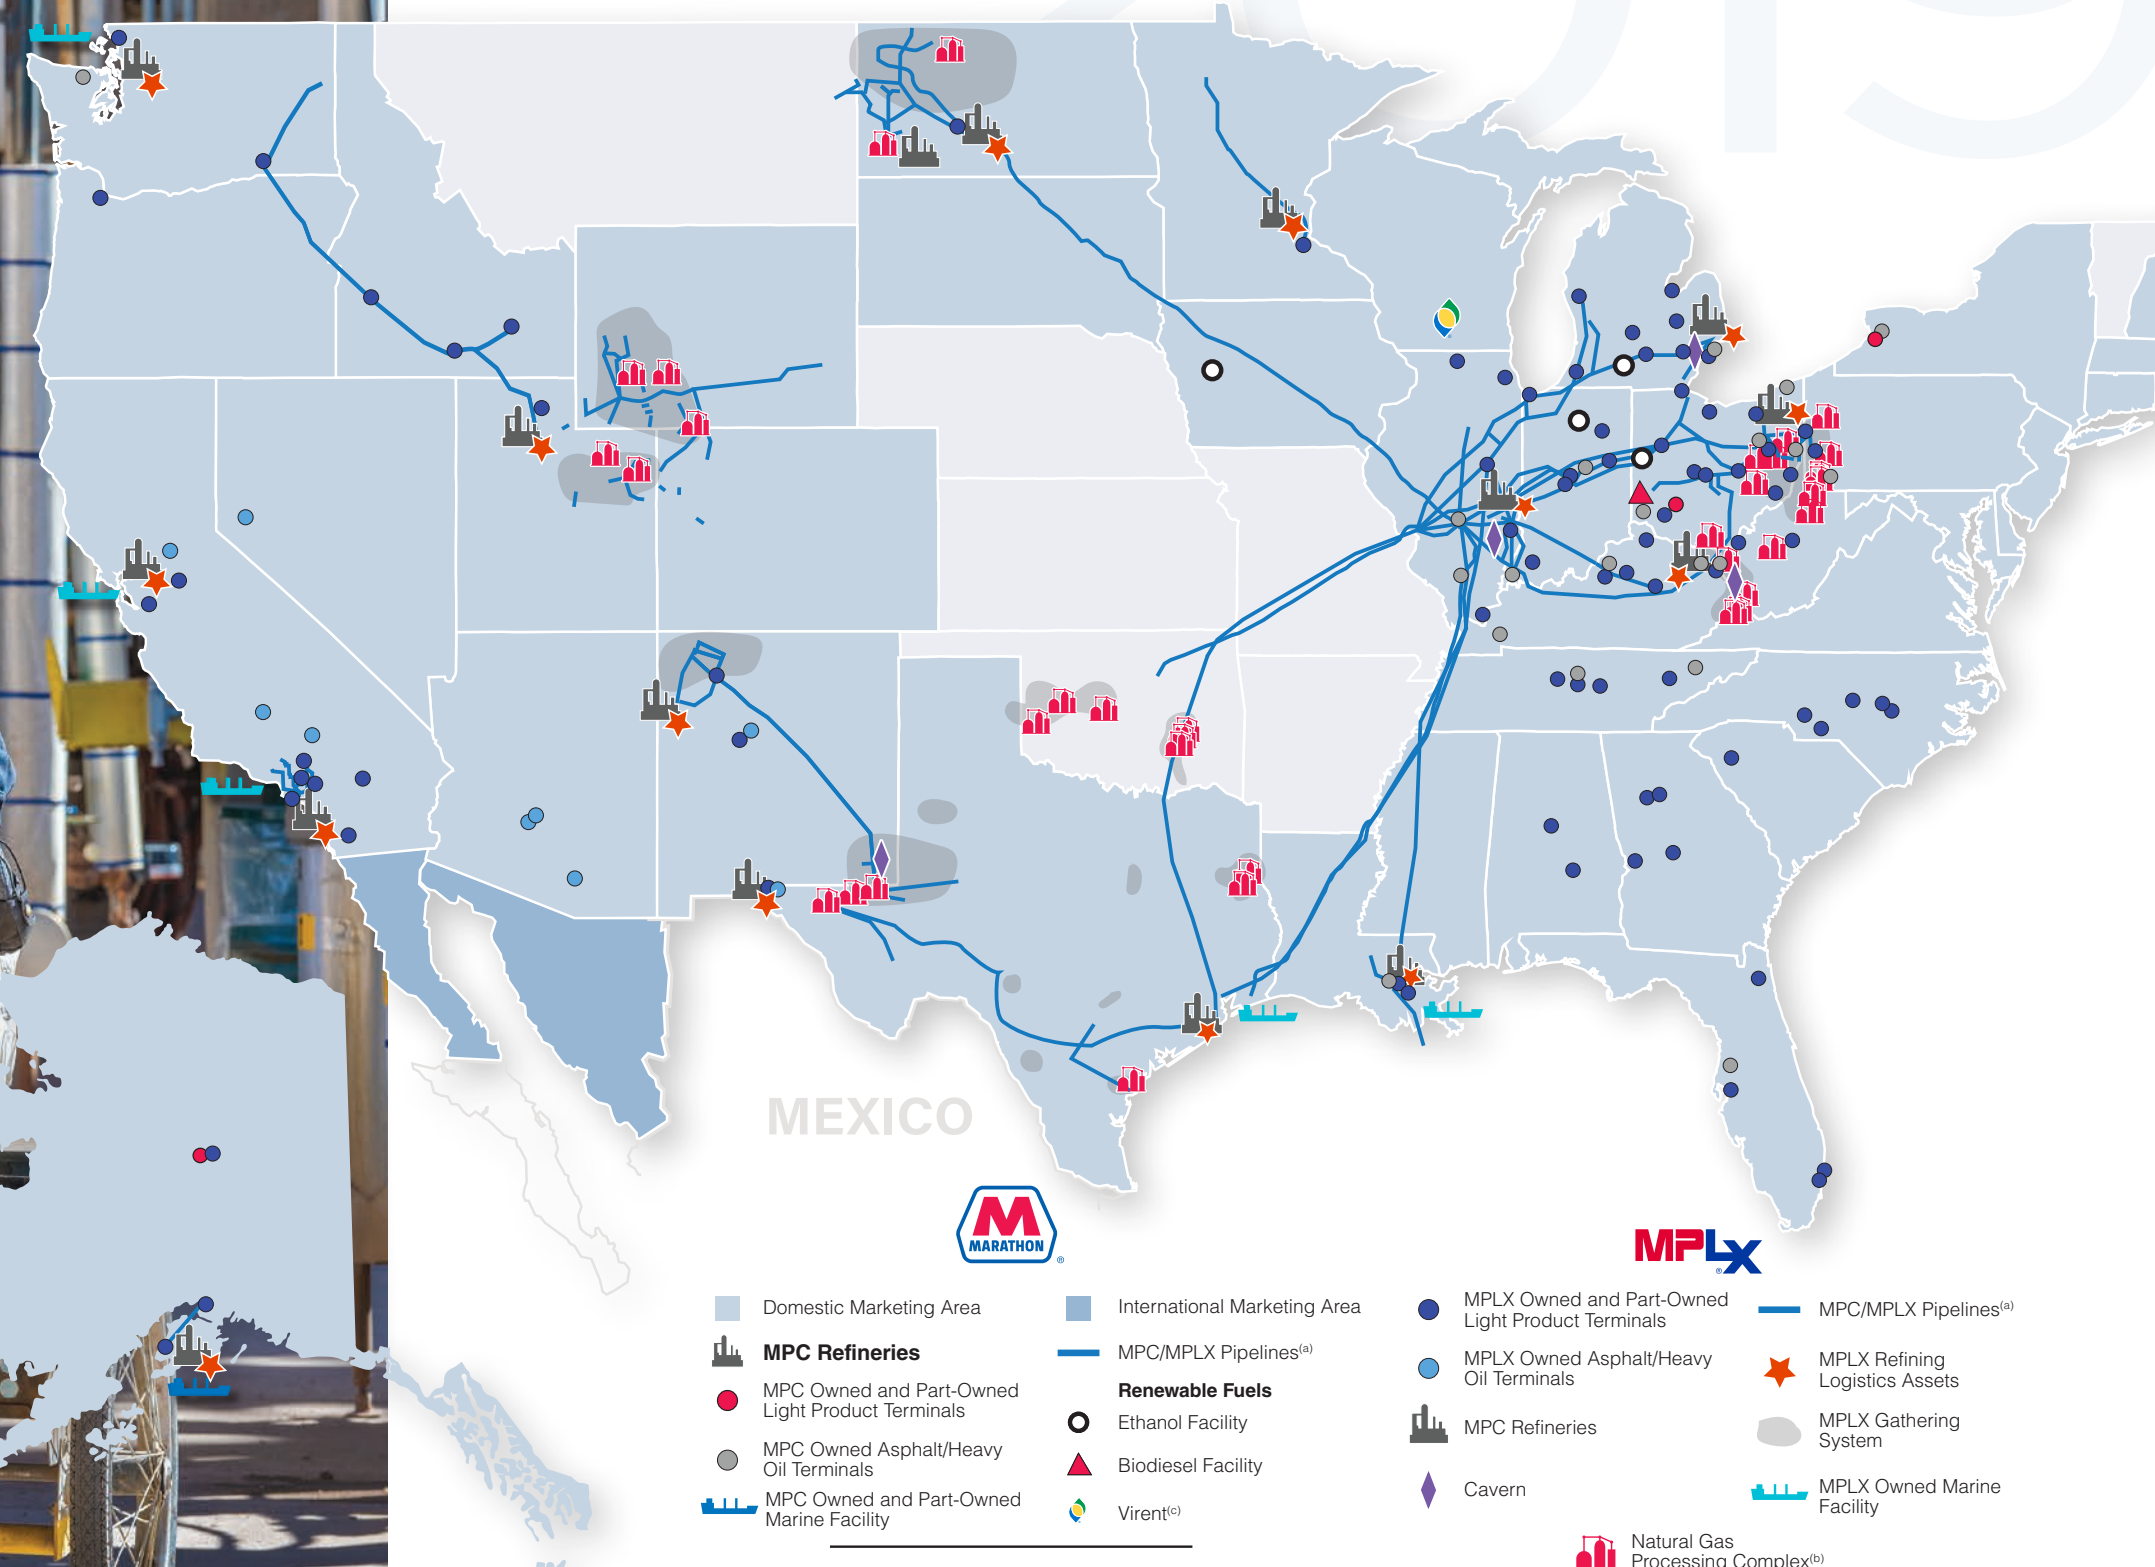 2019
MEXICO
M
MARATHON
®
Domestic Marketing Area
MPC Refineries
MPC Owned and Part-Owned
Light Product Terminals
MPC Owned Asphalt/Heavy
Oil Terminals
MPC Owned and Part-Owned
Marine Facility
International Marketing Area
MPC/MPLX Pipelines(a)
Renewable Fuels
Ethanol Facility
Biodiesel Facility
Virent(c)
MPLX
®
MPLX Owned and Part-Owned
Light Product Terminals
MPLX Owned Asphalt/Heavy
Oil Terminals
MPC Refineries
Cavern
MPC/MPLX Pipelines(a)
MPLX Refining
Logistics Assets
MPLX Gathering
System
MPLX Owned Marine
Facility
Natural Gas
Processing Complex(b)